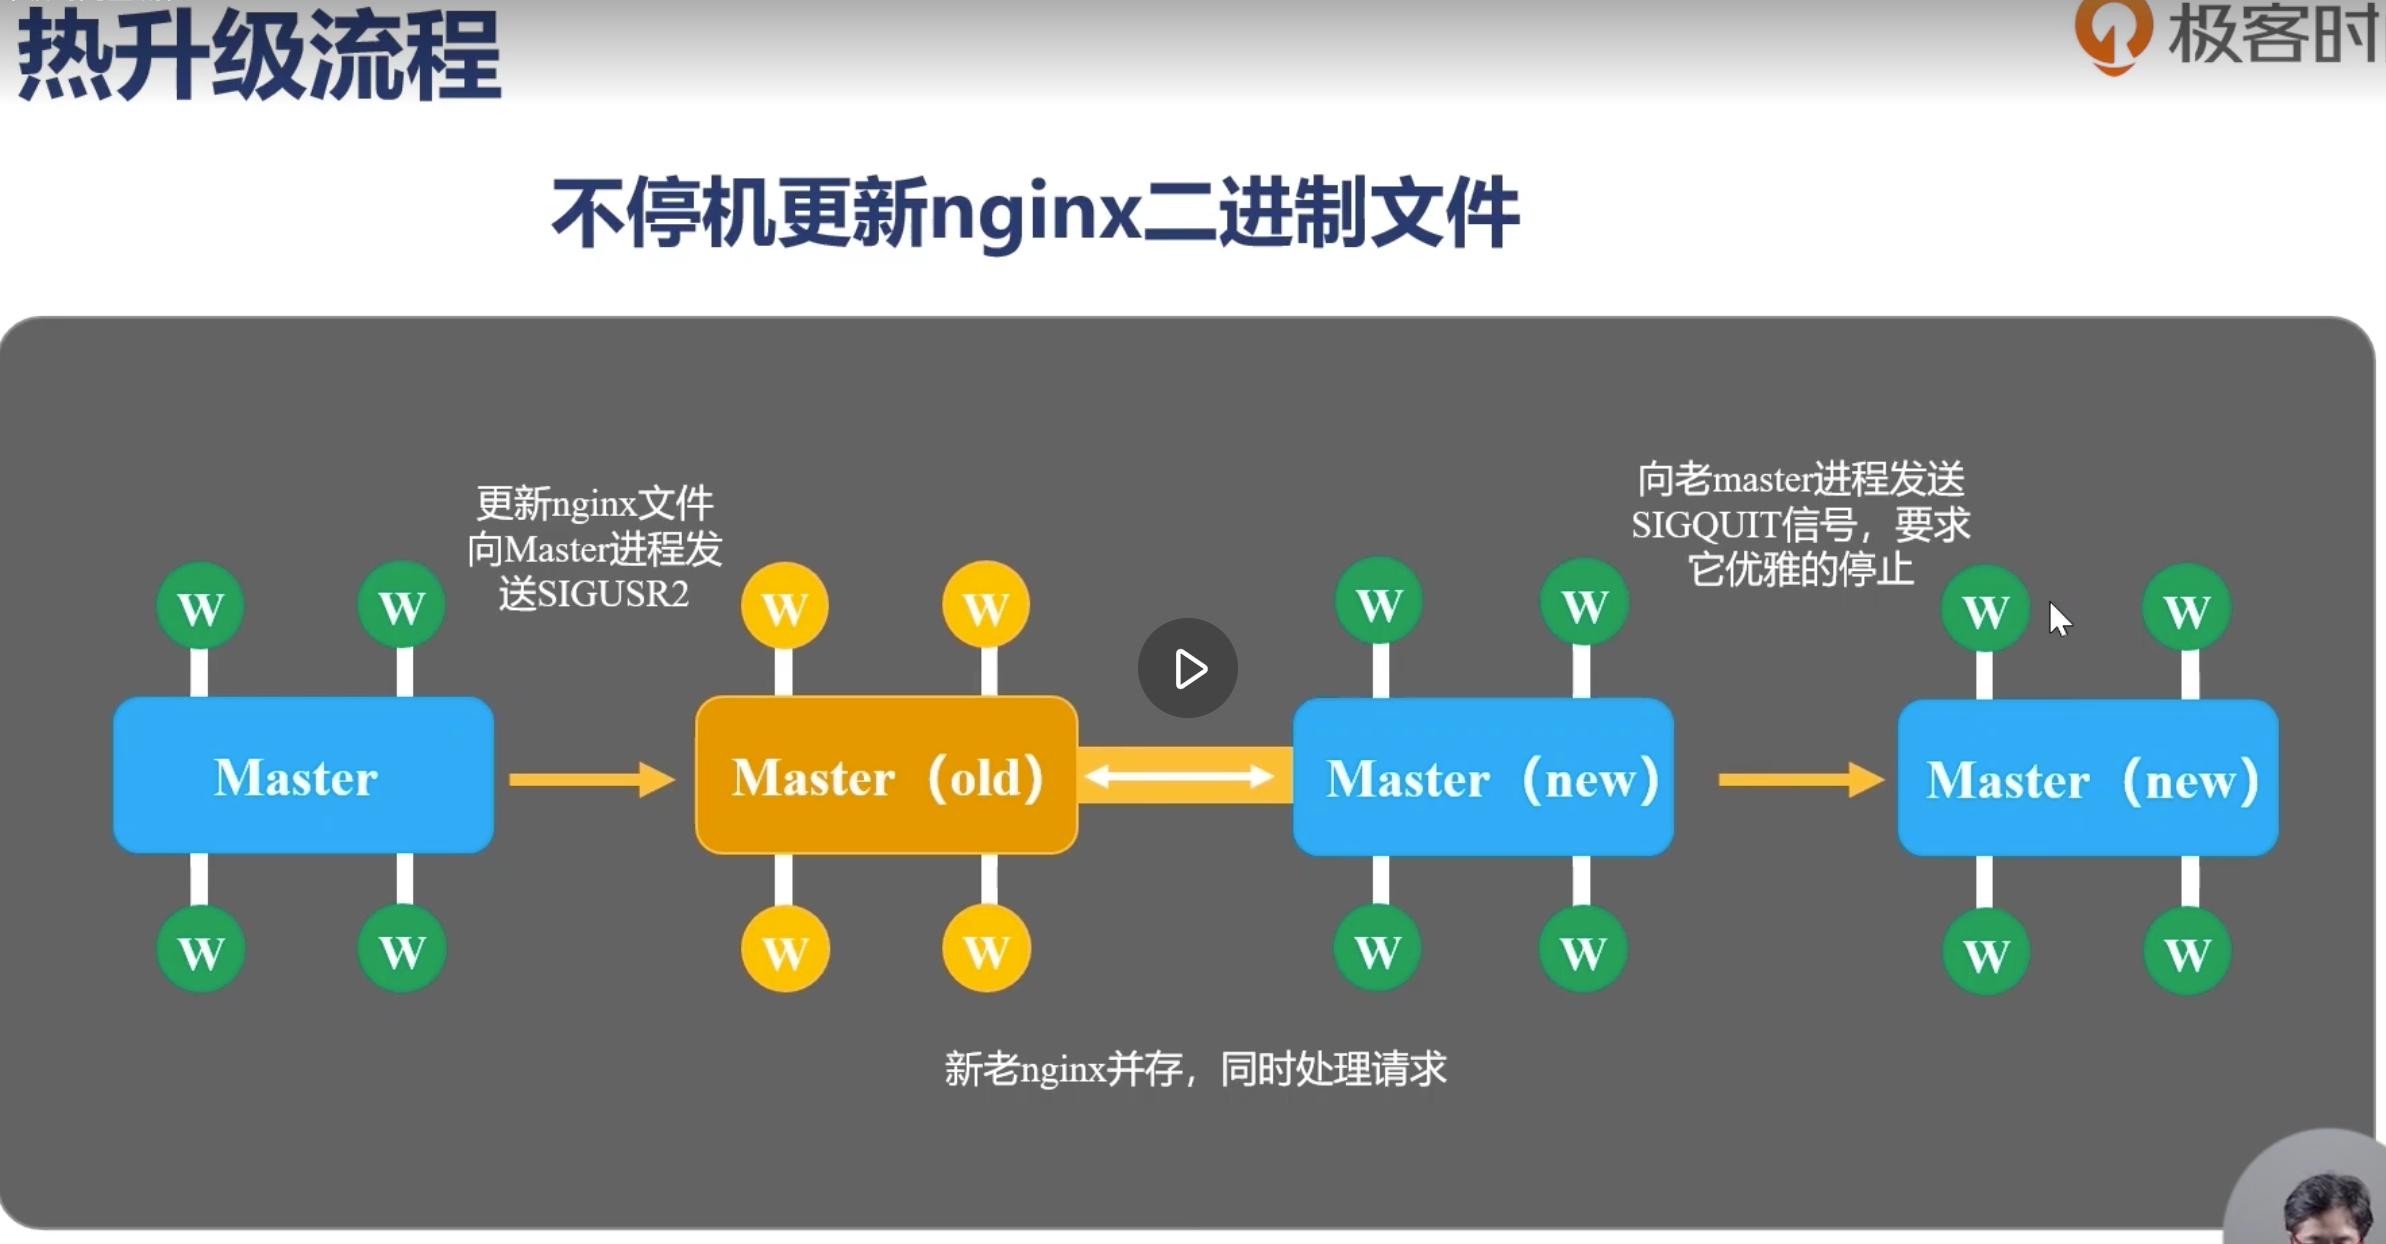 热升级流程
极客时
不停机更新nginx二进制文件
更新nginx文件
向Master进程发
送SIGUSR2
向老master进程发送
SIGQUIT信号，要求
它优雅的停止
W W W W W W W W
Master
Master（old）
Master（new）
Master（new）
W W W W W W W W
新老nginx并存，同时处理请求